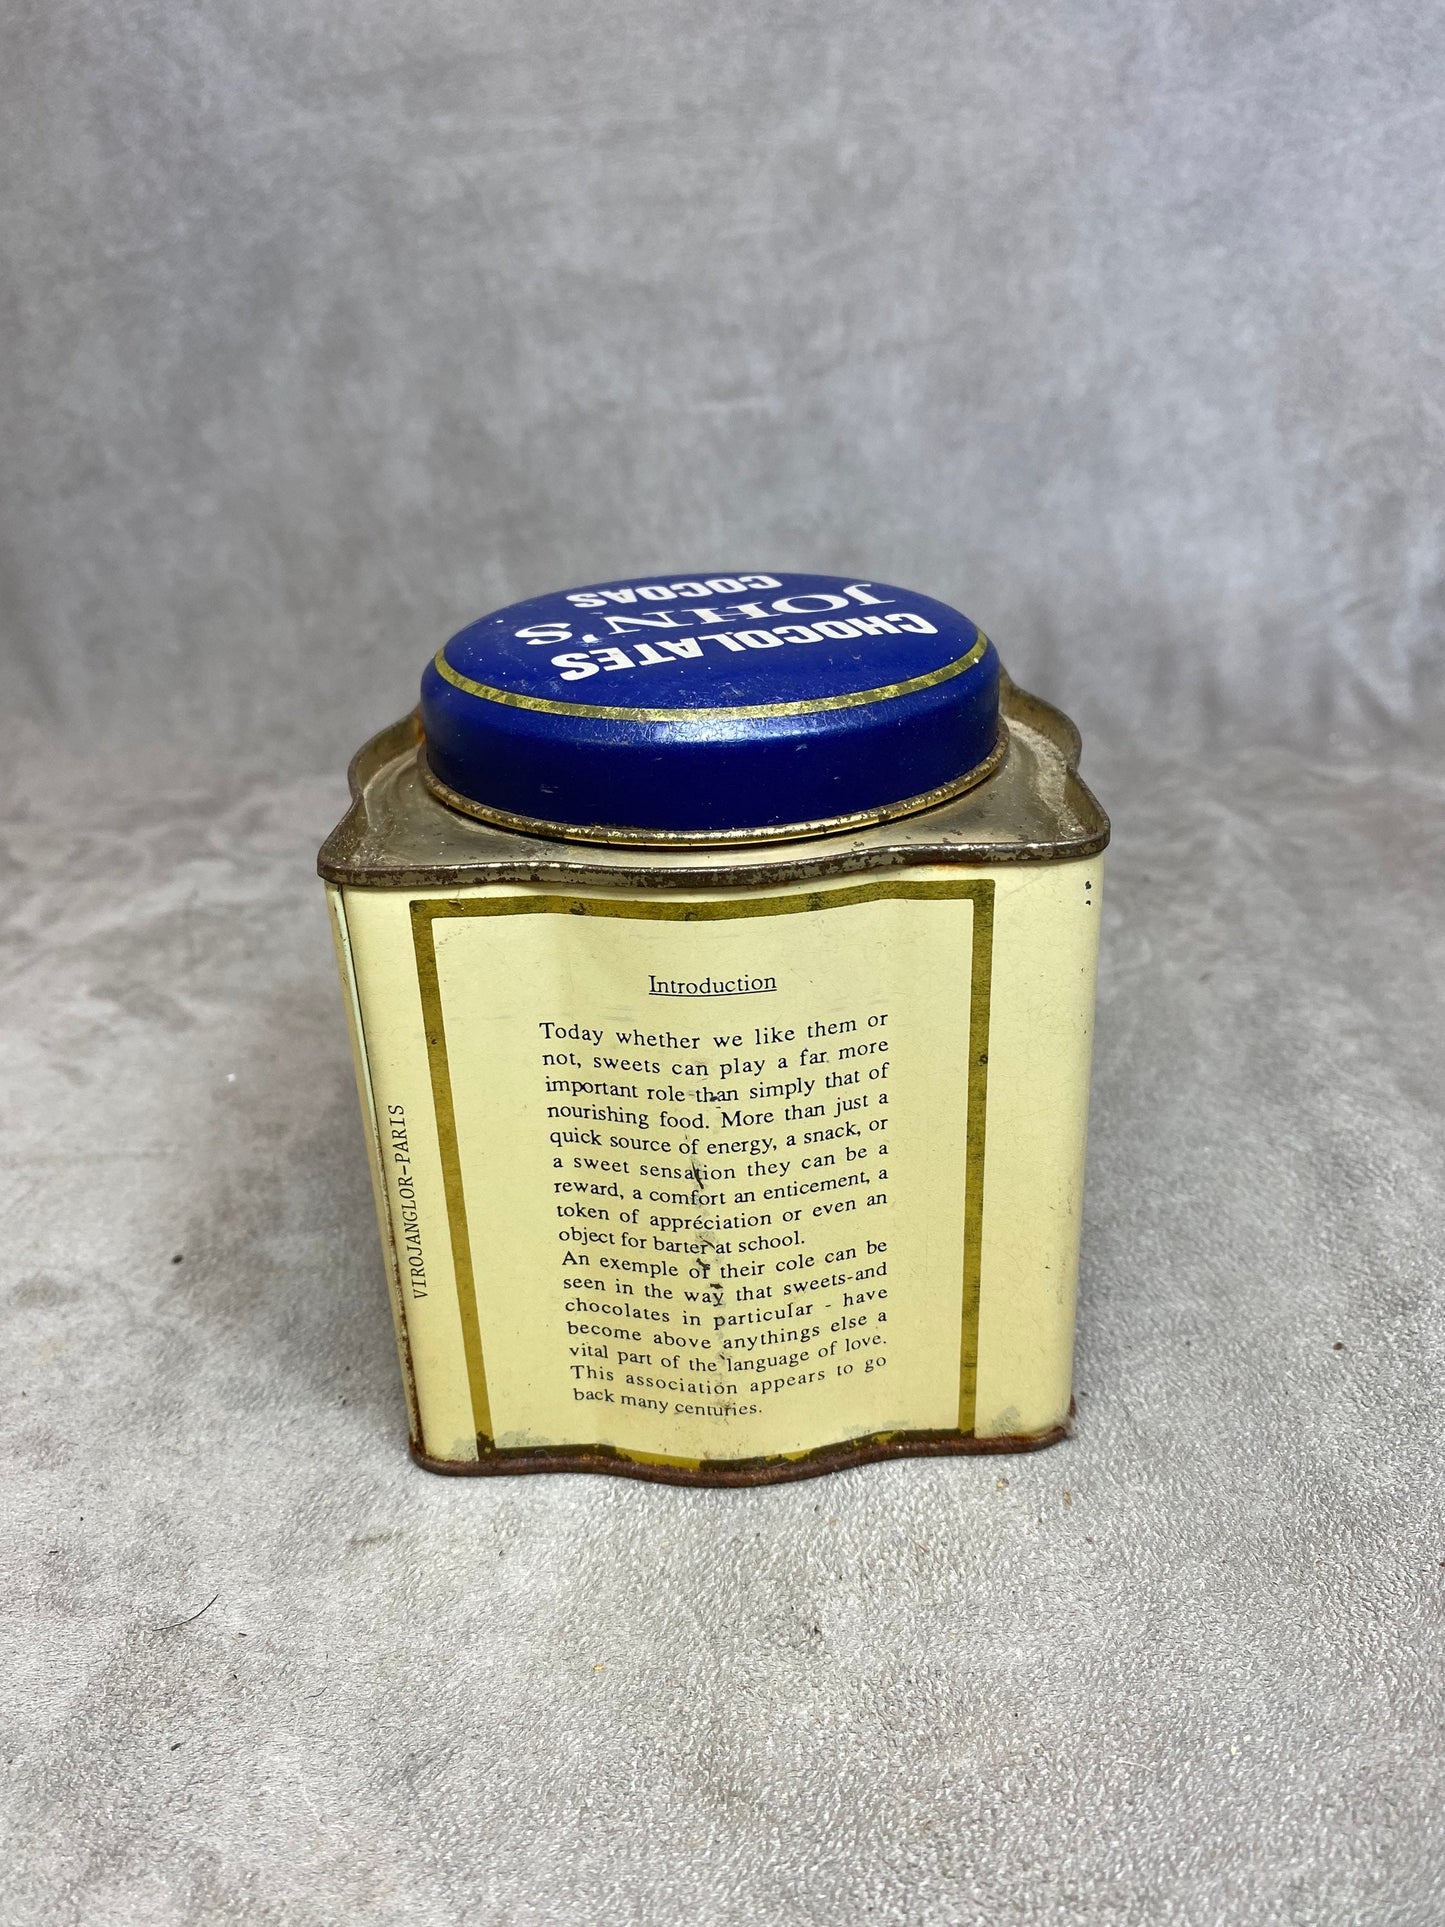 CHOCOLATES
JOHN'S
COCOAS
Introduction
Today whether we like them or
not, sweets can play a far more
important role than simply that of
nourishing food. More than just a
quick source of energy, a snack, or
a sweet sensation they can be a
reward, a comfort an enticement, a
token of appréciation or even an
object for barter at school.
An exemple of their cole can be
seen in the way that sweets-and
chocolates in particular - have
become above anythings else a
vital part of the language of love.
This association appears to go
back many centuries.
VIROJANGLOR-PARIS